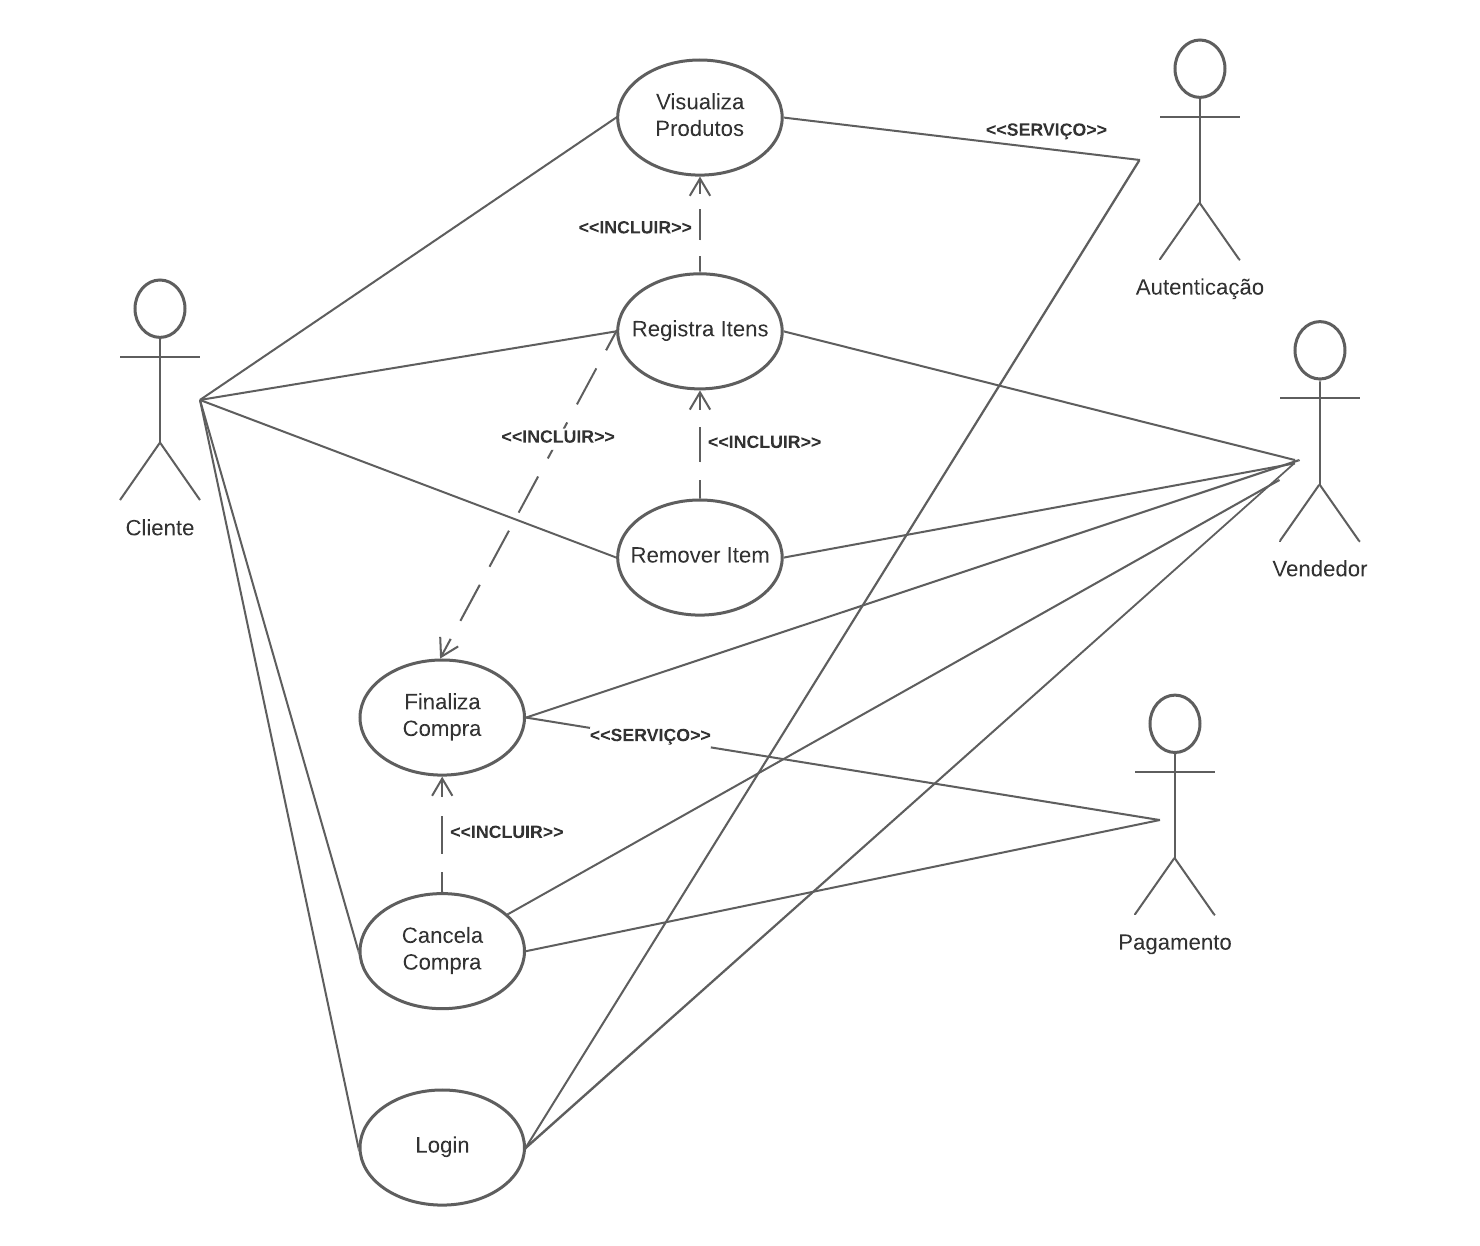 Visualiza
Produtos
<<SERVIÇO>>
<<INCLUIR>>
Autenticação
Registra Itens
<<INCLUIR>>
<<INCLUIR>>
Cliente
Remover Item
Vendedor
Finaliza
Compra
<<SERVIÇO>>
<<INCLUIR>>
Cancela
Compra
Pagamento
Login